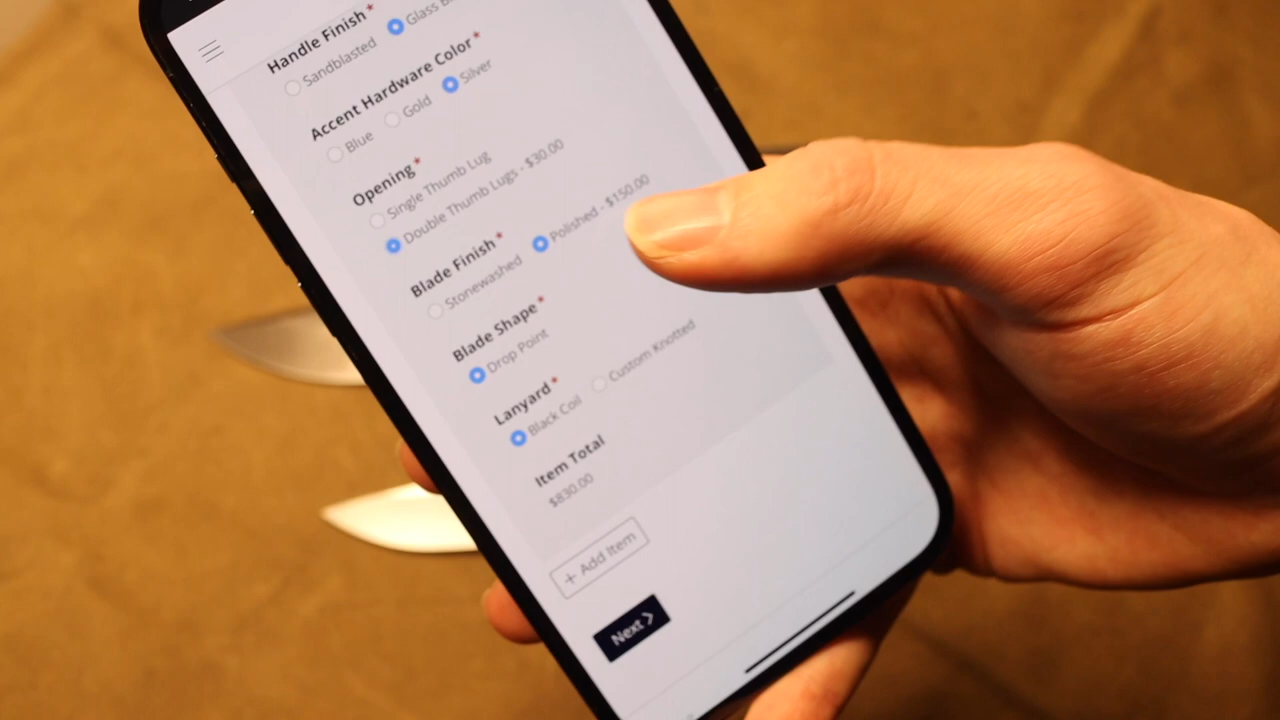 Handle Finish *
Sandblasted Glass
Accent Hardware Color *
Blue Gold Silver
Opening *
Single Thumb Lug
Double Thumb Lugs - $30.00
Blade Finish *
Stonewashed Polished - $150.00
Blade Shape *
Drop Point
Lanyard *
Black Coil Custom Knotted
Item Total
$830.00
+ Add Item
Next >